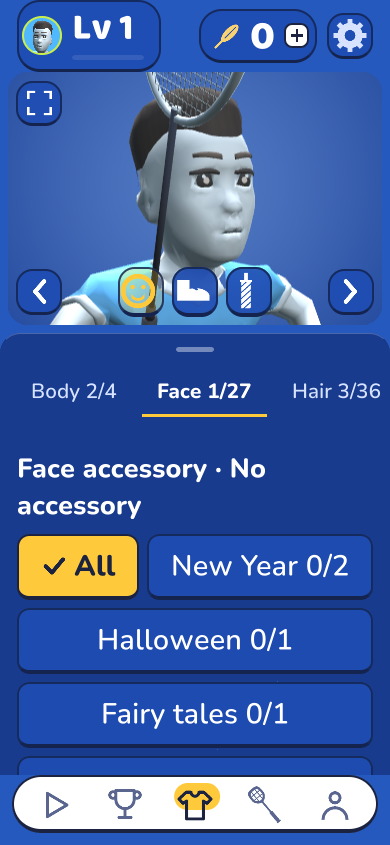 Lv 1
0
Body 2/4
Face 1/27
Hair 3/36
Face accessory · No
accessory
All
New Year 0/2
Halloween 0/1
Fairy tales 0/1